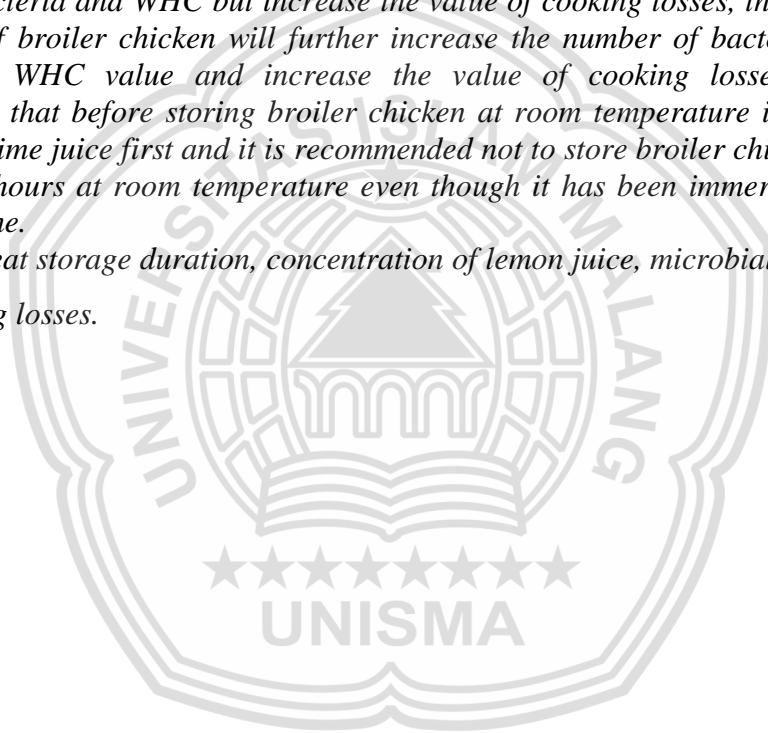 cteria and WHC but increase the value of cooking losses, th
f broiler chicken will further increase the number of bact
WHC value and increase the value of cooking losse
that before storing broiler chicken at room temperature i
ime juice first and it is recommended not to store broiler chi
hours at room temperature even though it has been immer
ne.
eat storage duration, concentration of lemon juice, microbial
g losses.
UNIVERSITAS ISLAM MALANG
UNISMA